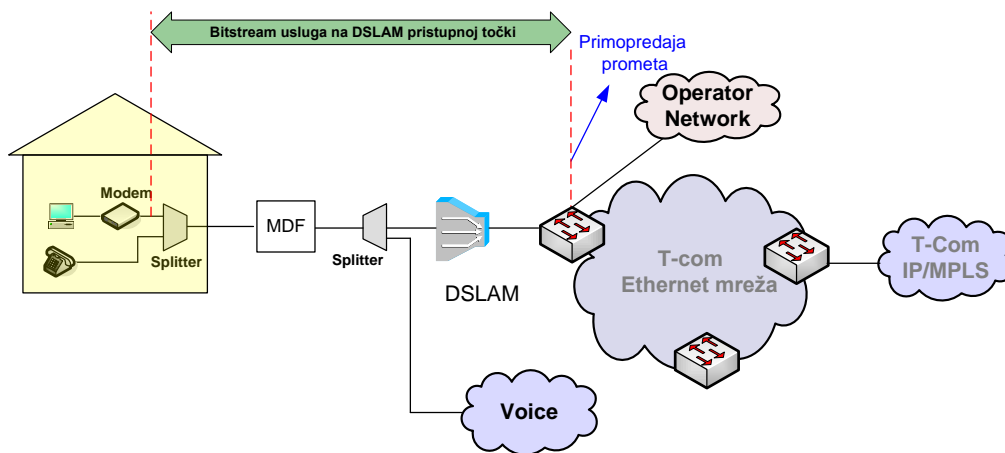 Bitstream usluga na DSLAM pristupnoj točki
Primopredaja
prometa
Operator
Network
Modem
Splitter
MDF
Splitter
DSLAM
T-com
Ethernet mreža
T-Com
IP/MPLS
Voice